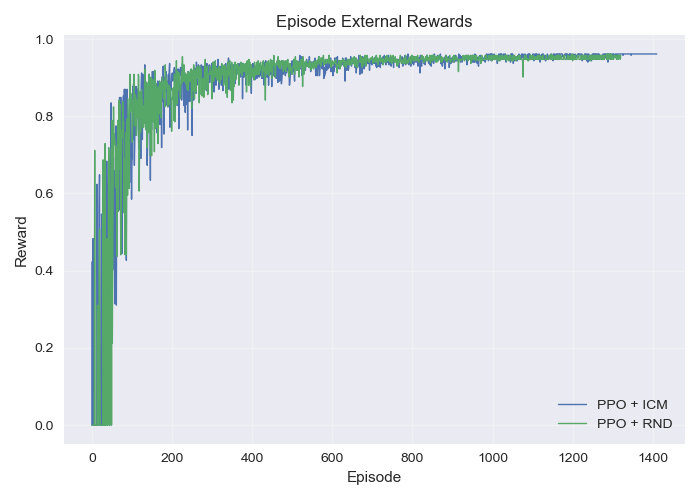 Episode External Rewards
1.0
0.8
0.6
0.4
0.2
0.0
Reward
0 200 400 600 800 1000 1200 1400
Episode
PPO + ICM
PPO + RND